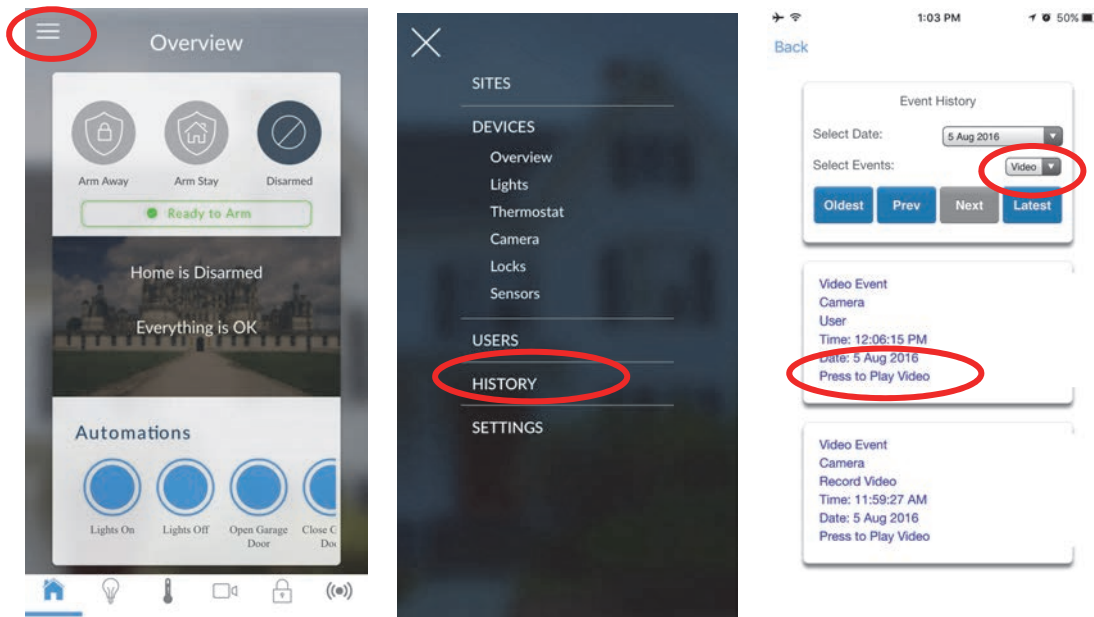 Overview
Arm Away Arm Stay Disarmed
Ready to Arm
Home is Disarmed
Everything is OK
Automations
Lights On Lights Off Open Garage Close
Door
SITES
DEVICES
Overview
Lights
Thermostat
Camera
Locks
Sensors
USERS
HISTORY
SETTINGS
1:03 PM 50%
Back
Event History
Select Date: 5 Aug 2016
Select Events: Video
Oldest Prev Next Latest
Video Event
Camera
User
Time: 12:06:15 PM
Date: 5 Aug 2016
Press to Play Video
Video Event
Camera
Record Video
Time: 11:59:27 AM
Date: 5 Aug 2016
Press to Play Video